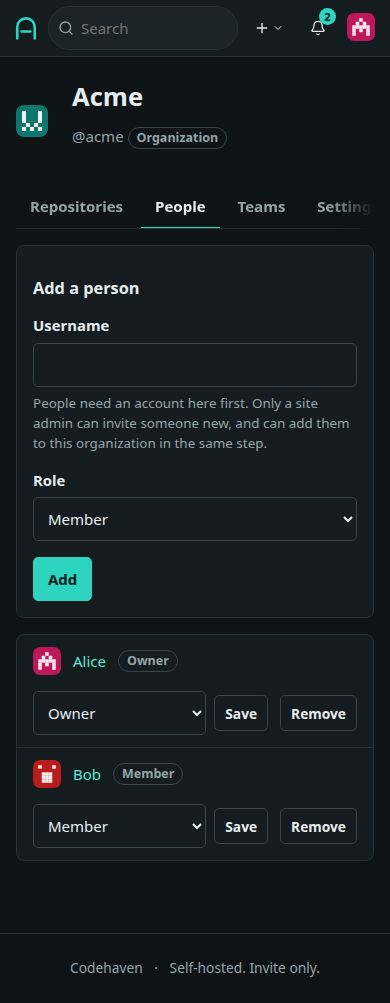 Search
2
Acme
@acme Organization
Repositories People Teams Setting
Add a person
Username
People need an account here first. Only a site
admin can invite someone new, and can add them
to this organization in the same step.
Role
Member
Add
Alice Owner
Owner Save Remove
Bob Member
Member Save Remove
Codehaven · Self-hosted. Invite only.